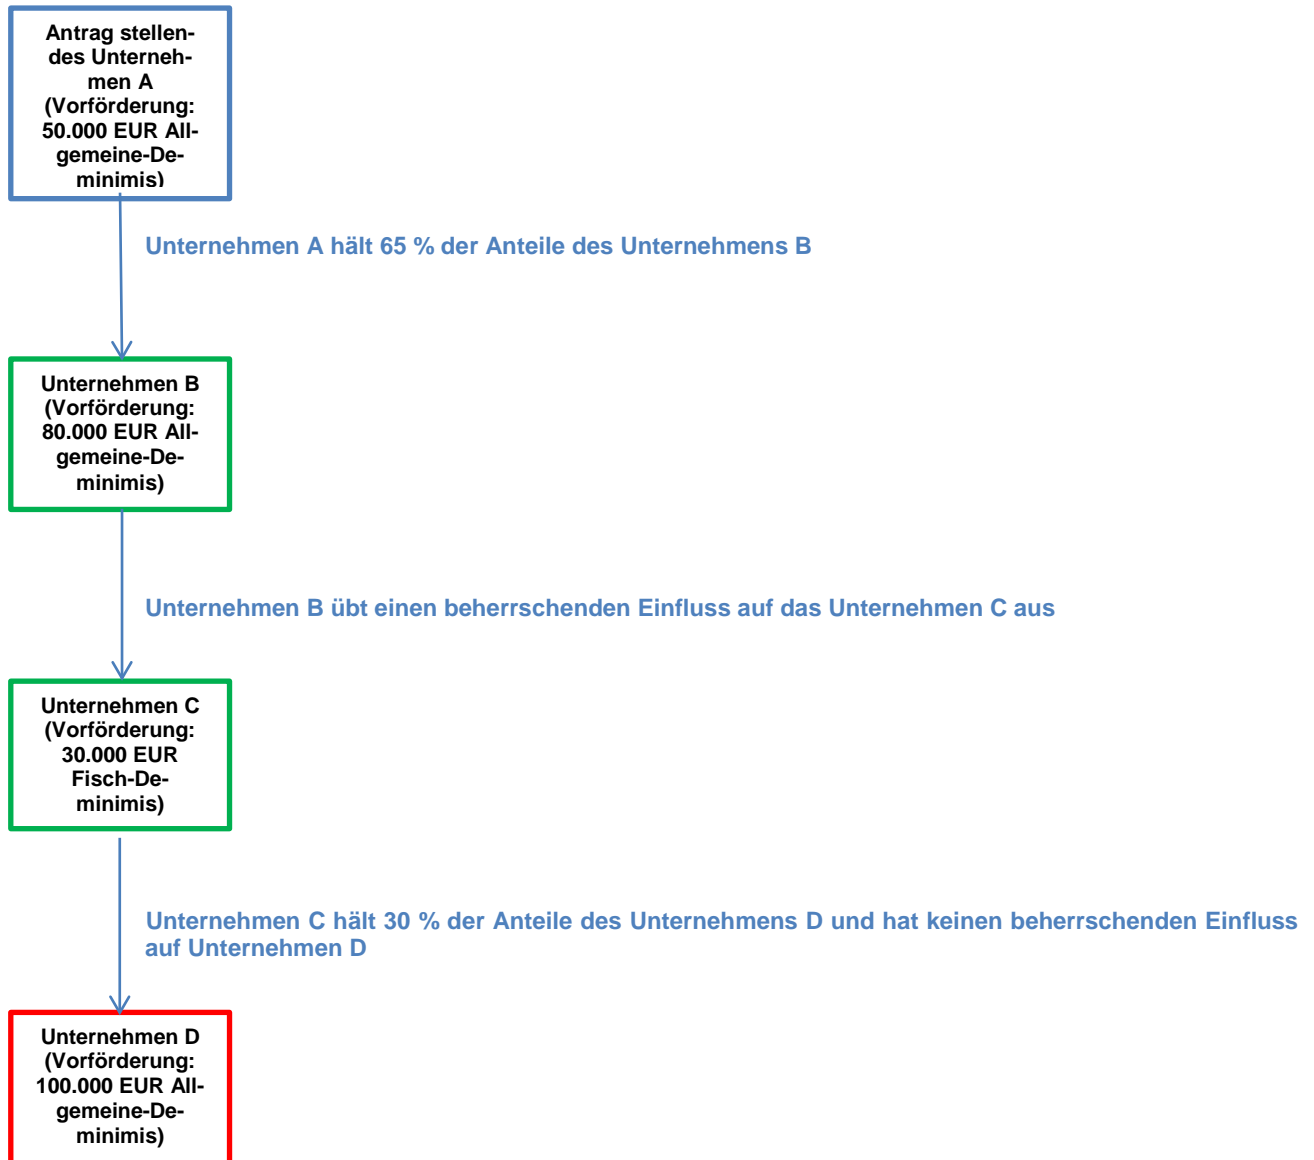 Antrag stellen-
des Unterneh-
men A
(Vorförderung:
50.000 EUR All-
gemeine-De-
minimis)
Unternehmen A hält 65 % der Anteile des Unternehmens B
Unternehmen B
(Vorförderung:
80.000 EUR All-
gemeine-De-
minimis)
Unternehmen B übt einen beherrschenden Einfluss auf das Unternehmen C aus
Unternehmen C
(Vorförderung:
30.000 EUR
Fisch-De-
minimis)
Unternehmen C hält 30 % der Anteile des Unternehmens D und hat keinen beherrschenden Einfluss
auf Unternehmen D
Unternehmen D
(Vorförderung:
100.000 EUR All-
gemeine-De-
minimis)